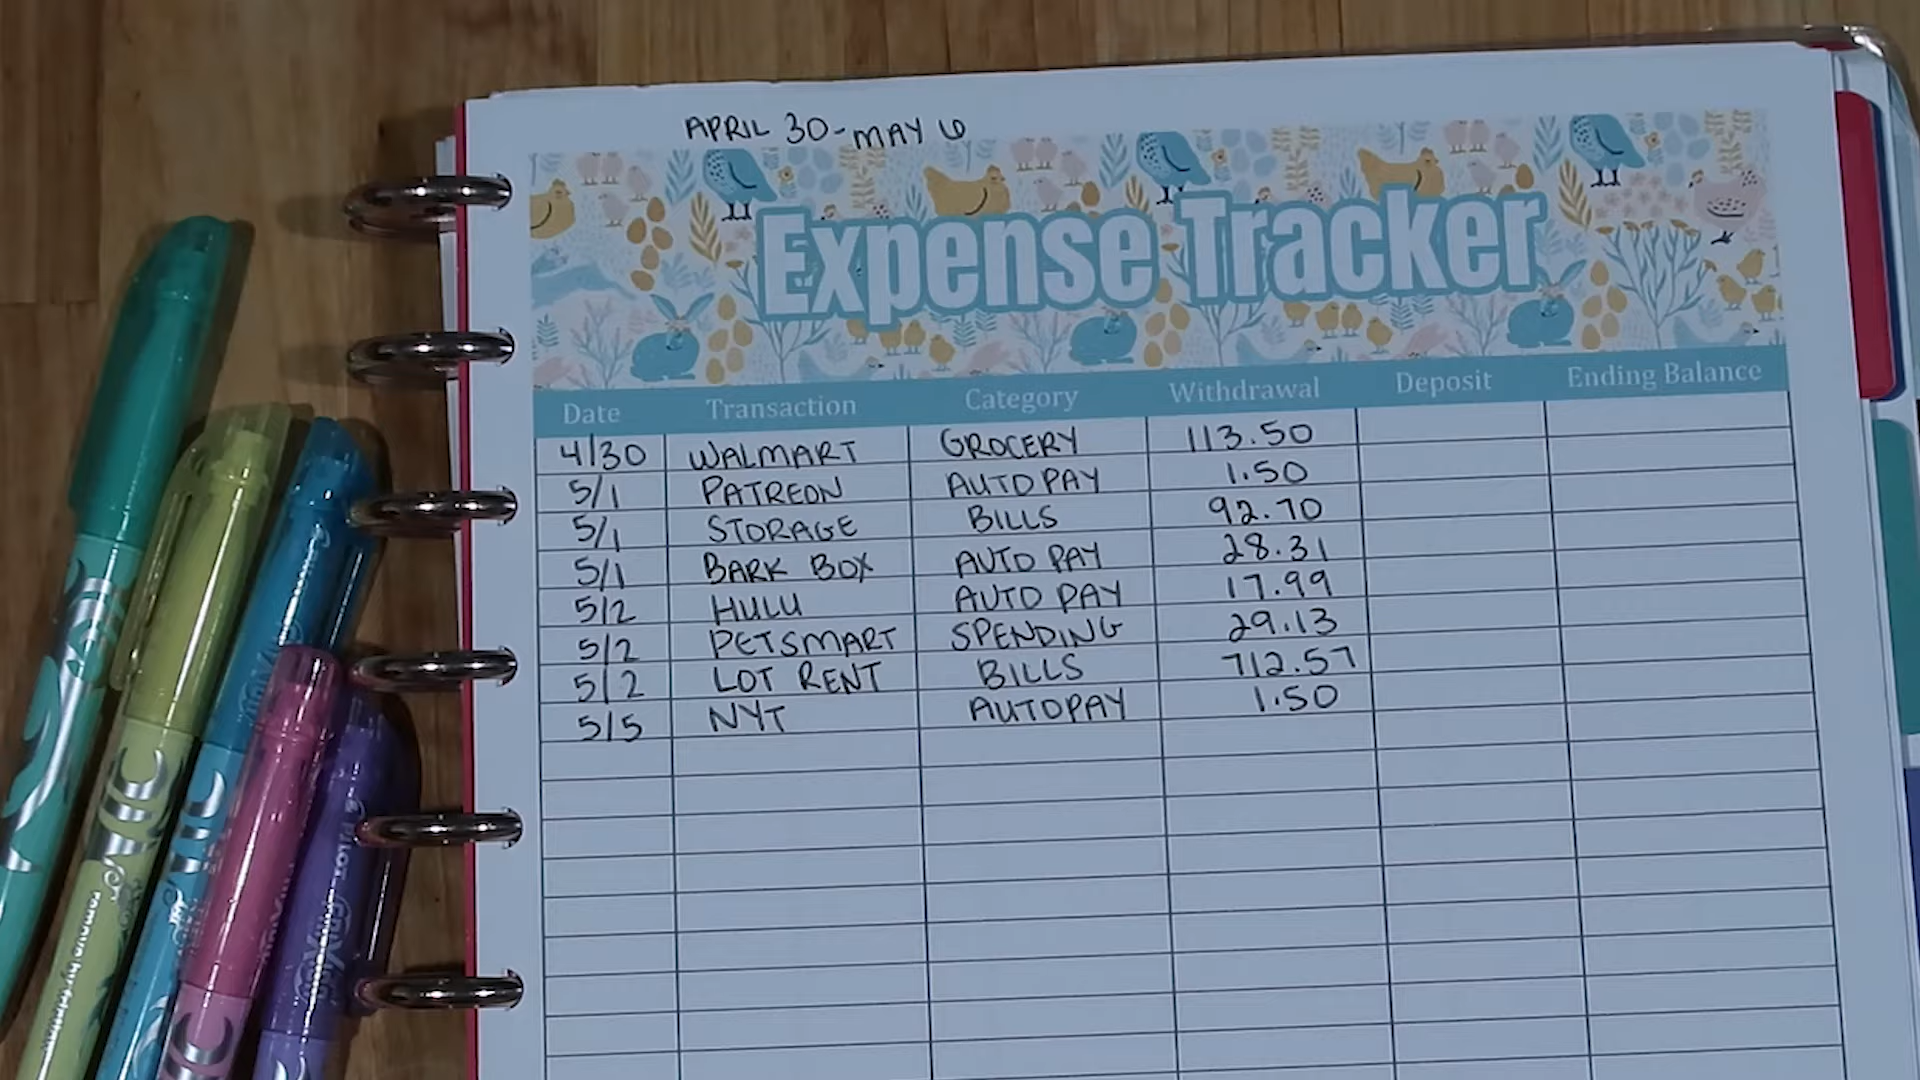 APRIL 30-MAY 6
Expense Tracker
Date Transaction Category Withdrawal Deposit Ending Balance
4/30 WALMART GROCERY 113.50
5/1 PATREON AUTOPAY 1.50
5/1 STORAGE BILLS 92.70
5/1 BARK BOX AUTO PAY 28.31
5/2 HULU AUTO PAY 17.99
5/2 PETSMART SPENDING 29.13
5/2 LOT RENT BILLS 712.57
5/5 NYT AUTOPAY 1.50
PILOT FRIXION